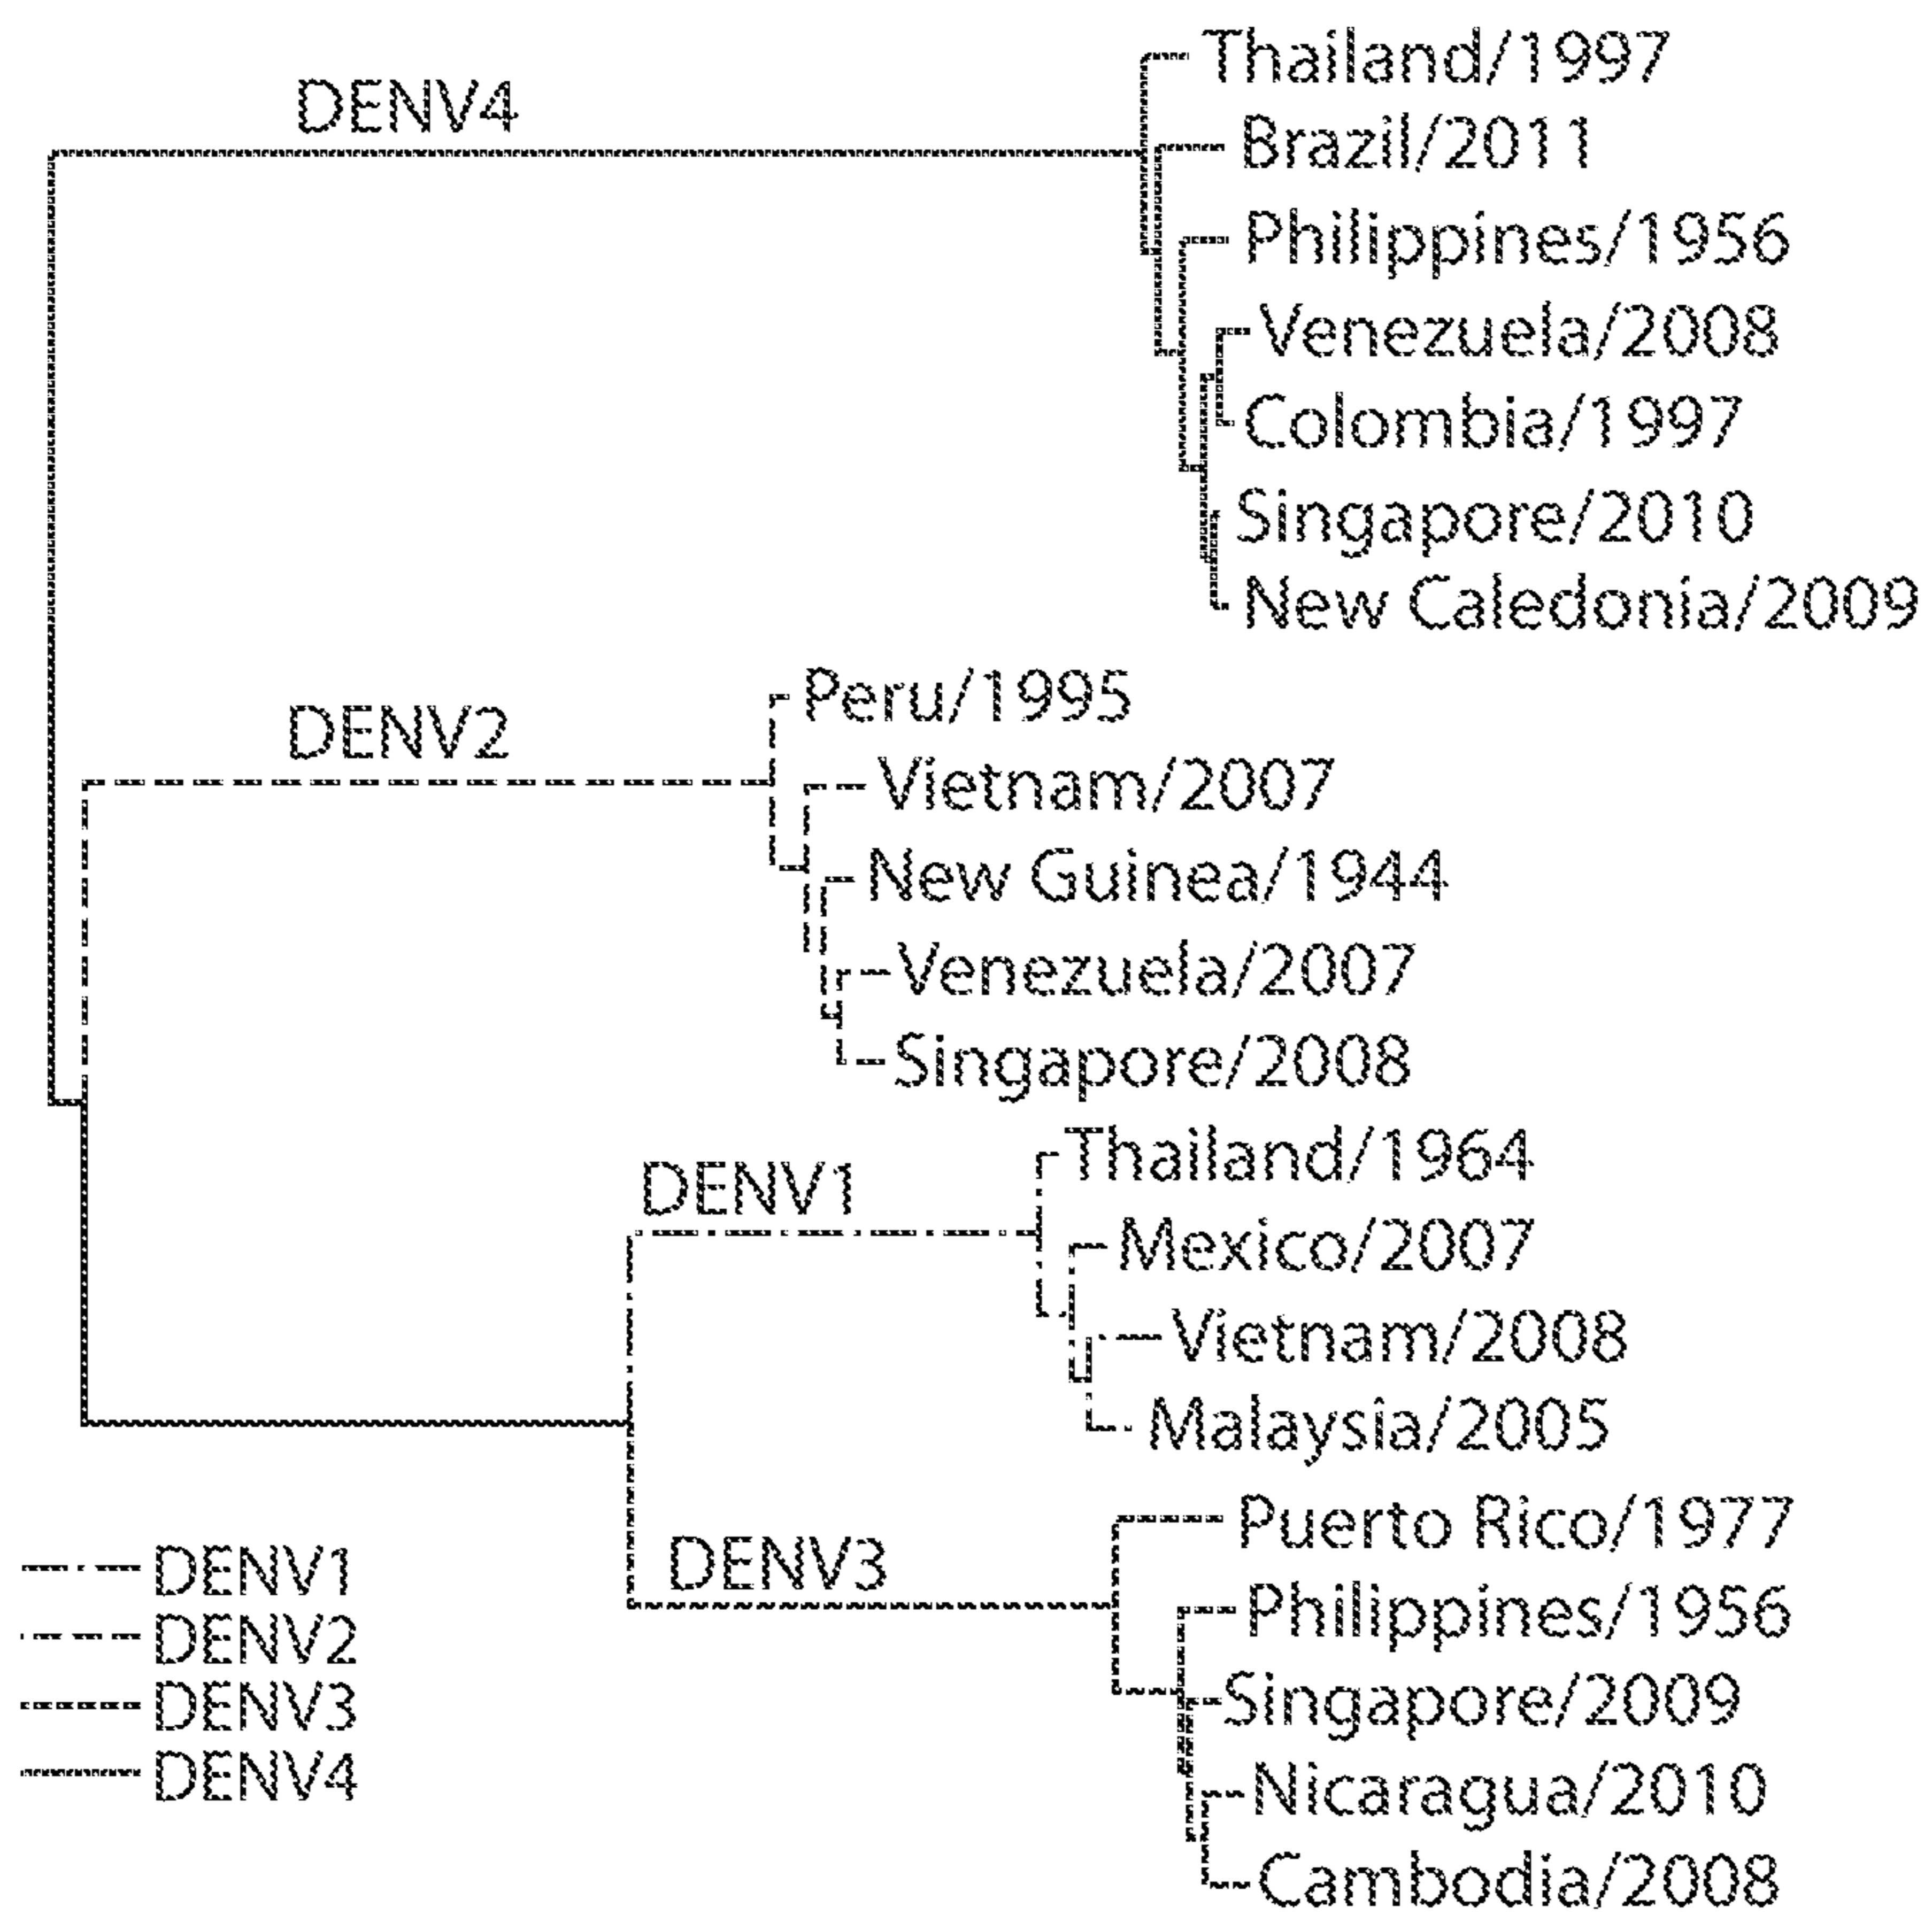 Thailand/1997
DENV4
Brazil/2011
Philippines/1956
Venezuela/2008
Colombia/1997
Singapore/2010
New Caledonia/2009
Peru/1995
DENV2
Vietnam/2007
New Guinea/1944
Venezuela/2007
Singapore/2008
Thailand/1964
DENV1
Mexico/2007
Vietnam/2008
Malaysia/2005
Puerto Rico/1977
DENV3
Philippines/1956
Singapore/2009
Nicaragua/2010
Cambodia/2008
DENV1
DENV2
DENV3
DENV4